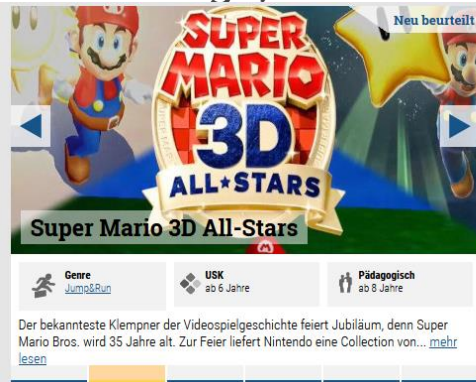 Neu beurteilt
SUPER
MARIO
3D
ALL★STARS
M
Super Mario 3D All-Stars
Genre
Jump&Run
USK
ab 6 Jahre
Pädagogisch
ab 8 Jahre
Der bekannteste Klempner der Videospielgeschichte feiert Jubiläum, denn Super
Mario Bros. wird 35 Jahre alt. Zur Feier liefert Nintendo eine Collection von... mehr
lesen